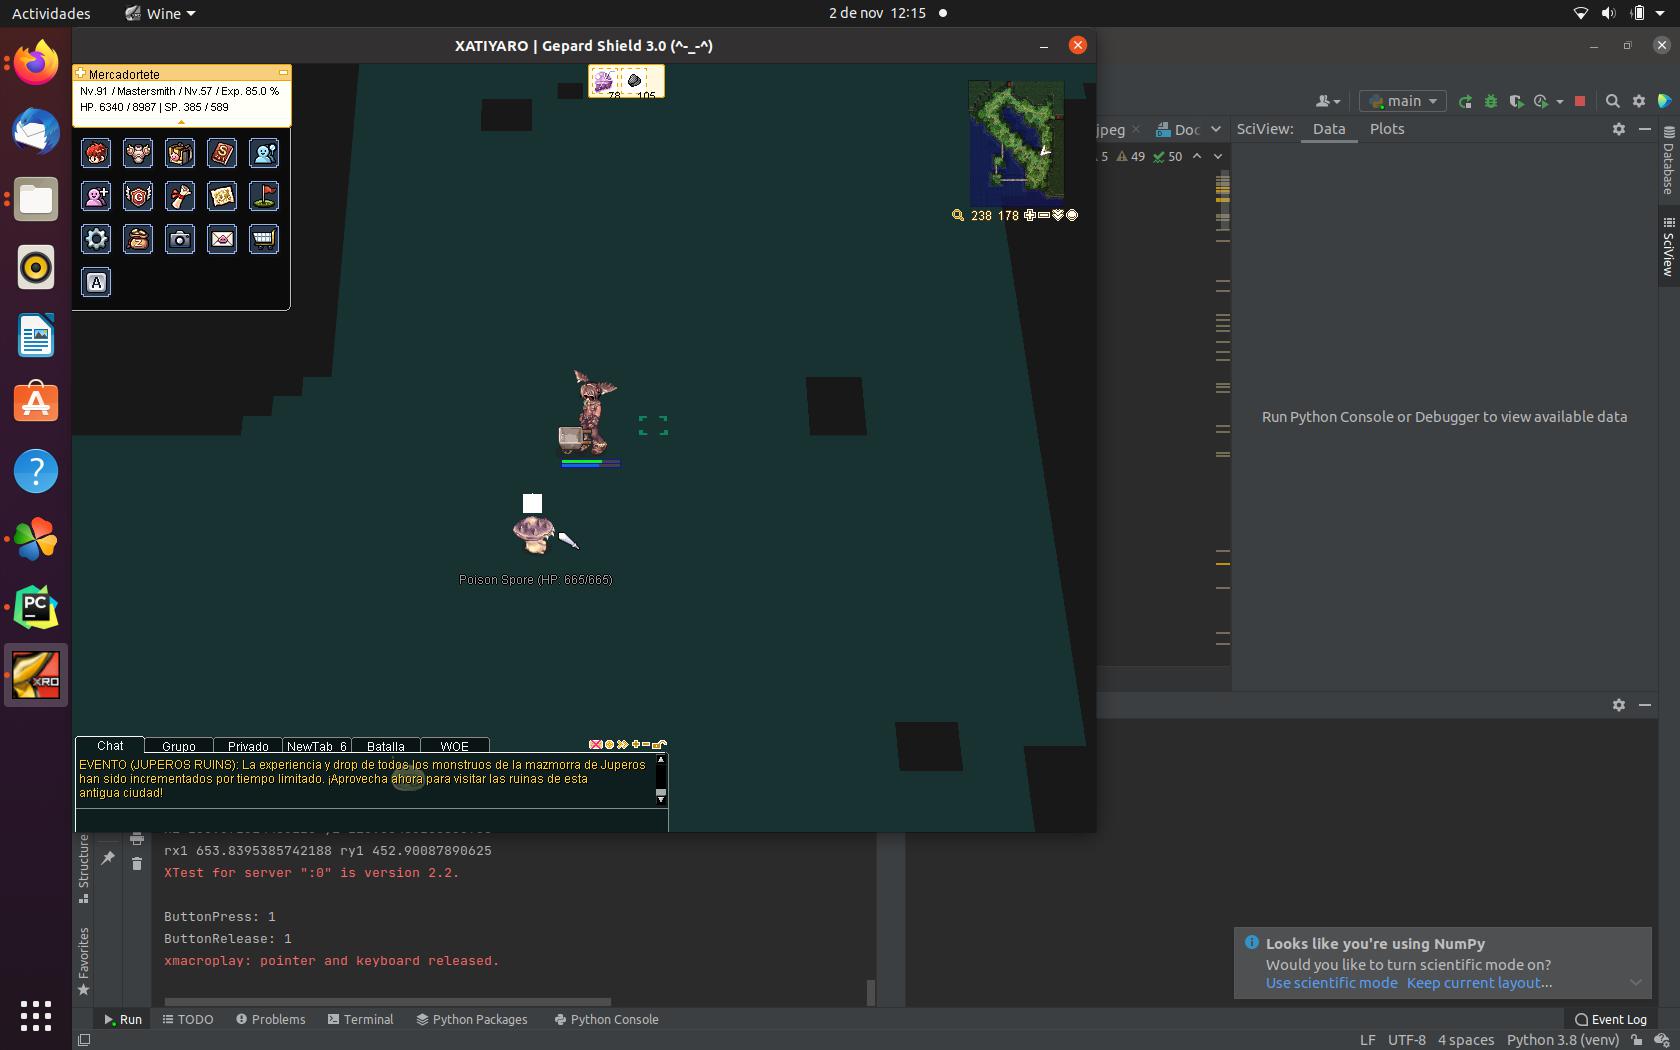 Actividades
Wine
2 de nov 12:15
XATIYARO | Gepard Shield 3.0 (^-_-^)
Mercadortete
Nv.91 / Mastersmith / Nv.57 / Exp. 85.0 %
HP. 6340 / 8987 | SP. 385 / 589
78
105
S
G
Z
A
238 178
Poison Spore (HP: 665/665)
Chat
Grupo
Privado
NewTab_6
Batalla
WOE
EVENTO (JUPEROS RUINS): La experiencia y drop de todos los monstruos de la mazmorra de Juperos
han sido incrementados por tiempo limitado. ¡Aprovecha ahora para visitar las ruinas de esta
antigua ciudad!
main
jpeg
Doc
SciView:
Data
Plots
5
49
50
Database
SciView
Run Python Console or Debugger to view available data
PC
XRO
rx1 653.8395385742188 ry1 452.90087890625
XTest for server ":0" is version 2.2.
ButtonPress: 1
ButtonRelease: 1
xmacroplay: pointer and keyboard released.
Structure
Favorites
Looks like you're using NumPy
Would you like to turn scientific mode on?
Use scientific mode
Keep current layout...
Run
TODO
Problems
Terminal
Python Packages
Python Console
Event Log
LF
UTF-8
4 spaces
Python 3.8 (venv)